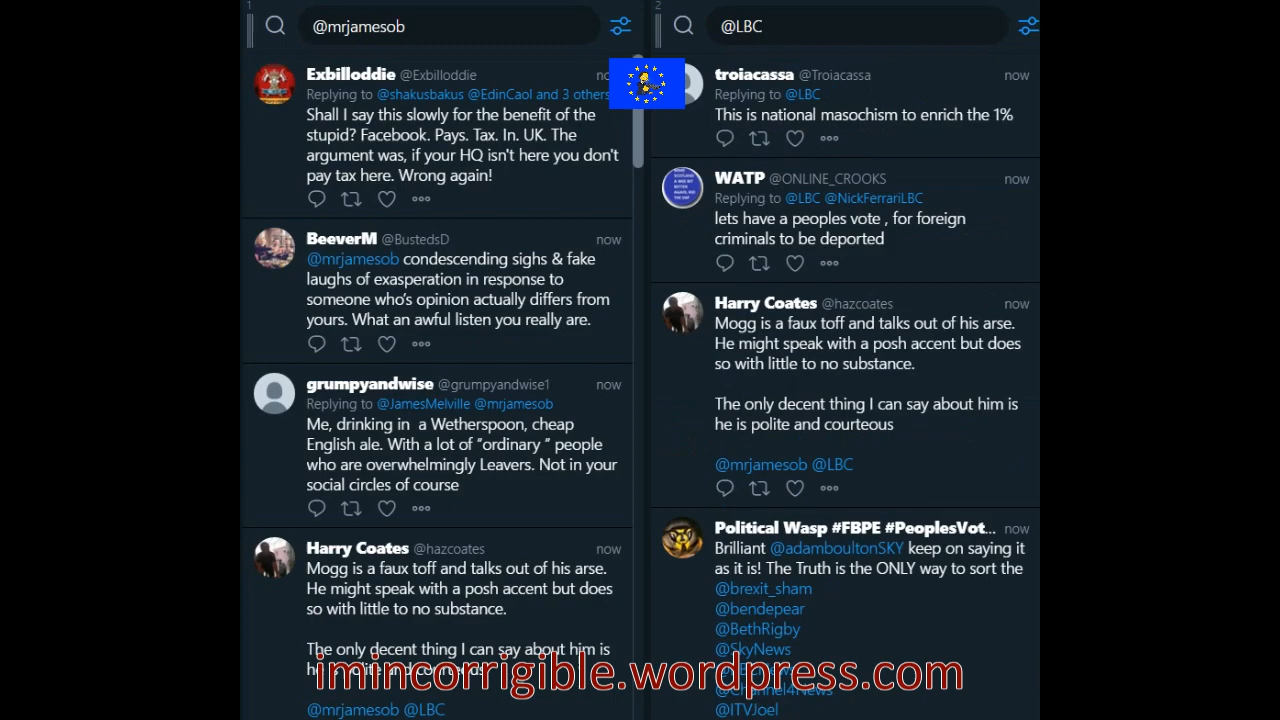 1
@mrjamesob
Exbilloddie @Exbilloddie
Replying to @shakusbakus @EdinCaol and 3 others
Shall I say this slowly for the benefit of the
stupid? Facebook. Pays. Tax. In. UK. The
argument was, if your HQ isn't here you don't
pay tax here. Wrong again!
BeeverM @BustedsD now
@mrjamesob condescending sighs & fake
laughs of exasperation in response to
someone who's opinion actually differs from
yours. What an awful listen you really are.
grumpyandwise @grumpyandwise1 now
Replying to @JamesMelville @mrjamesob
Me, drinking in a Wetherspoon, cheap
English ale. With a lot of "ordinary " people
who are overwhelmingly Leavers. Not in your
social circles of course
Harry Coates @hazcoates now
Mogg is a faux toff and talks out of his arse.
He might speak with a posh accent but does
so with little to no substance.
The only decent thing I can say about him is
@mrjamesob @LBC
2
@LBC
troiacassa @Troiacassa now
Replying to @LBC
This is national masochism to enrich the 1%
WATP @ONLINE_CROOKS now
Replying to @LBC @NickFerrariLBC
lets have a peoples vote , for foreign
criminals to be deported
Harry Coates @hazcoates now
Mogg is a faux toff and talks out of his arse.
He might speak with a posh accent but does
so with little to no substance.
The only decent thing I can say about him is
he is polite and courteous
@mrjamesob @LBC
Political Wasp #FBPE #PeoplesVot... now
Brilliant @adamboultonSKY keep on saying it
as it is! The Truth is the ONLY way to sort the
@brexit_sham
@bendepear
@BethRigby
@SkyNews
@Channel4News
@ITVJoel
imincorrigible.wordpress.com